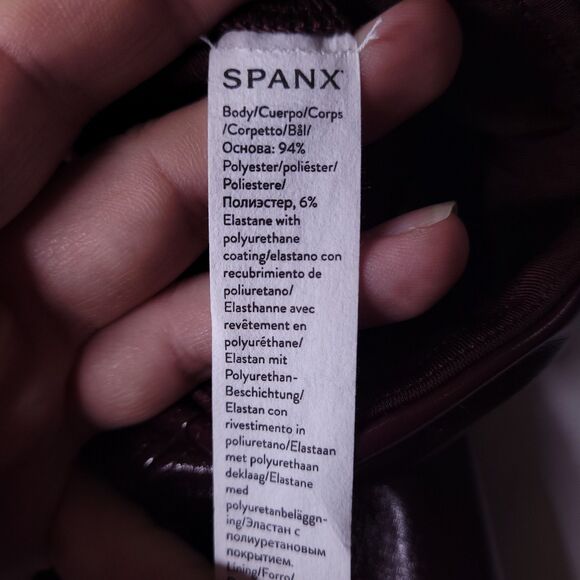 SPANX
Body/Cuerpo/Corps
/Corpetto/Bål/
Основа: 94%
Polyester/poliéster/
Poliestere/
Полиэстер, 6%
Elastane with
polyurethane
coating/elastano con
recubrimiento de
poliuretano/
Elasthanne avec
revêtement en
polyuréthane/
Elastan mit
Polyurethan-
Beschichtung/
Elastan con
rivestimento in
poliuretano/Elastaan
met polyurethaan
deklaag/Elastane
med
polyuretanbeläggn-
ing/Эластан с
полиуретановым
покрытием.
Lining/Forro/